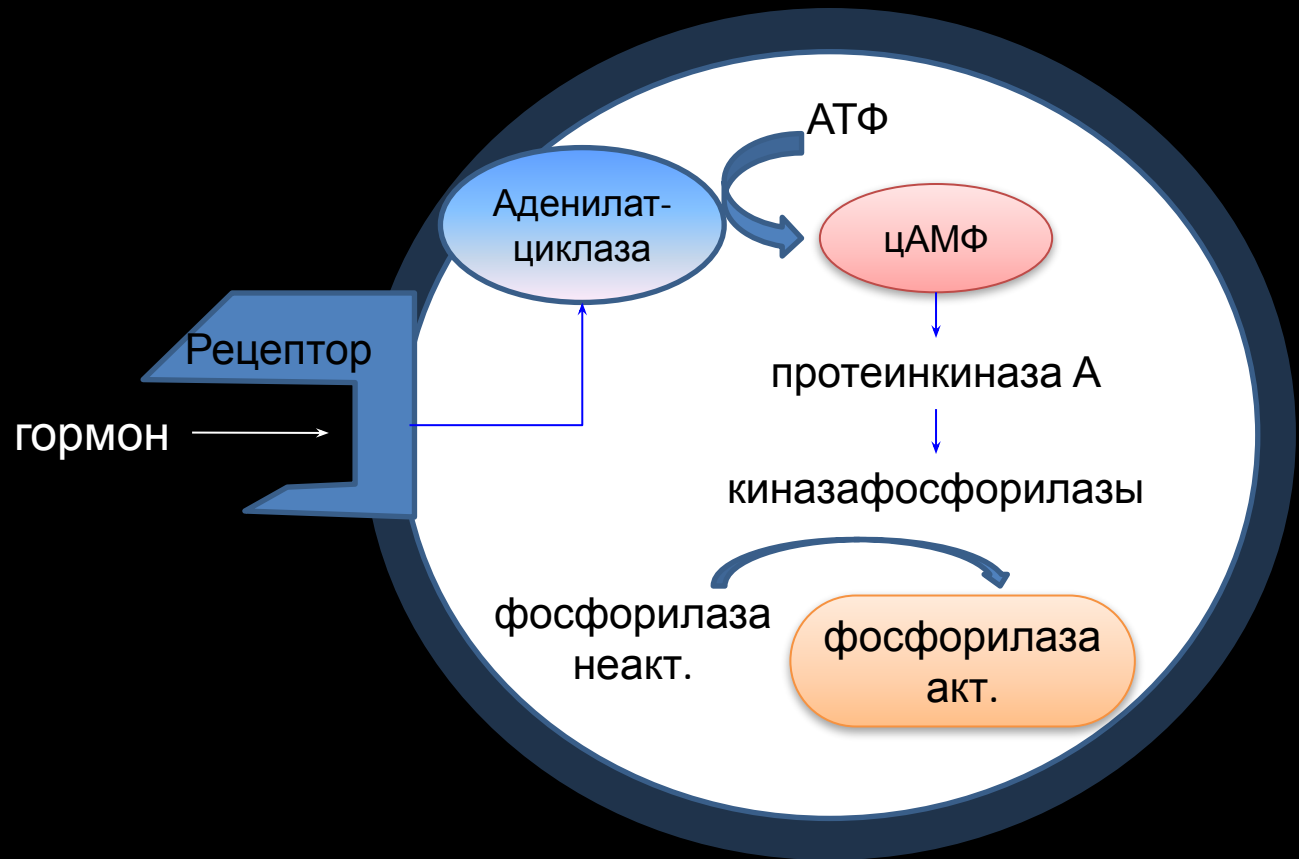 АТФ
Аденилат-
циклаза
цАМФ
Рецептор
протеинкиназа А
гормон
киназафосфорилазы
фосфорилаза
неакт.
фосфорилаза
акт.